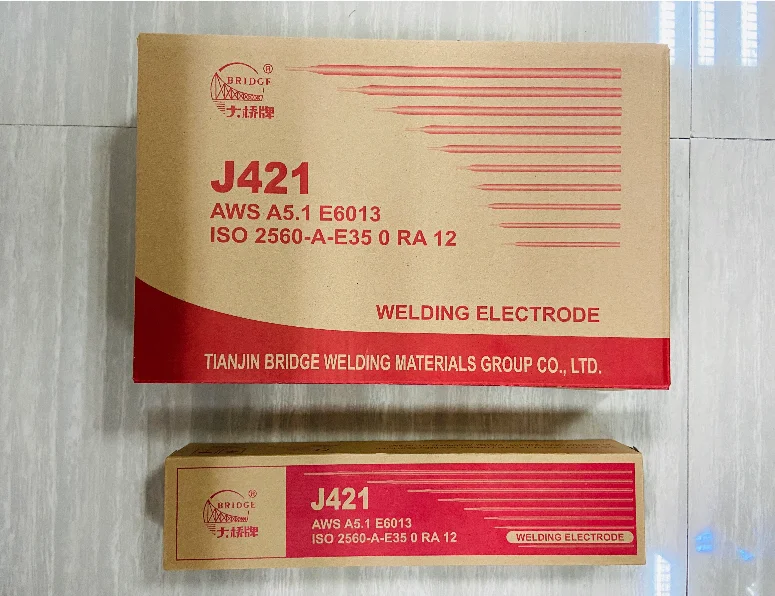 BRIDGE ®
大桥牌
J421
AWS A5.1 E6013
ISO 2560-A-E35 0 RA 12
WELDING ELECTRODE
TIANJIN BRIDGE WELDING MATERIALS GROUP CO., LTD.
BRIDGE ®
大桥牌
J421
AWS A5.1 E6013
ISO 2560-A-E35 0 RA 12
WELDING ELECTRODE